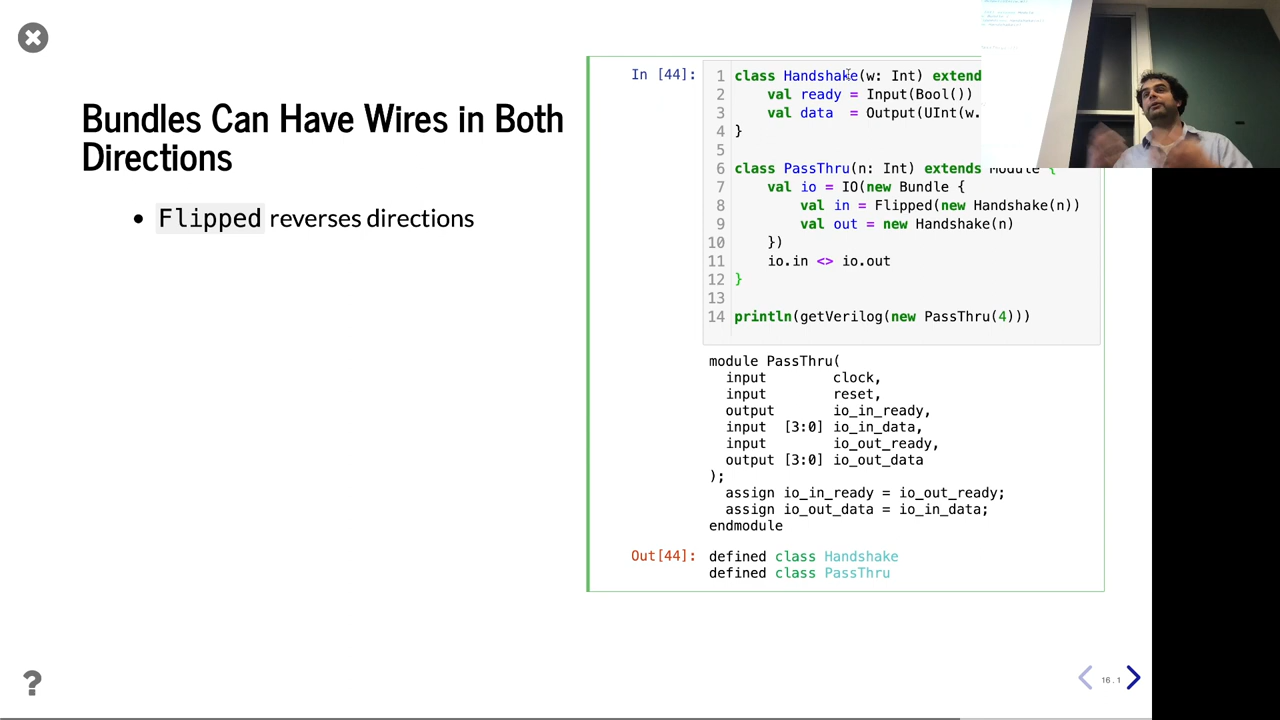 Bundles Can Have Wires in Both
Directions
• Flipped reverses directions
In [44]:
1 class Handshake(w: Int) extend
2 val ready = Input(Bool())
3 val data = Output(UInt(w.
4 }
5
6 class PassThru(n: Int) extends Module {
7 val io = IO(new Bundle {
8 val in = Flipped(new Handshake(n))
9 val out = new Handshake(n)
10 })
11 io.in <> io.out
12 }
13
14 println(getVerilog(new PassThru(4)))
module PassThru(
input clock,
input reset,
output io_in_ready,
input [3:0] io_in_data,
input io_out_ready,
output [3:0] io_out_data
);
assign io_in_ready = io_out_ready;
assign io_out_data = io_in_data;
endmodule
Out[44]: defined class Handshake
defined class PassThru
?
16.1